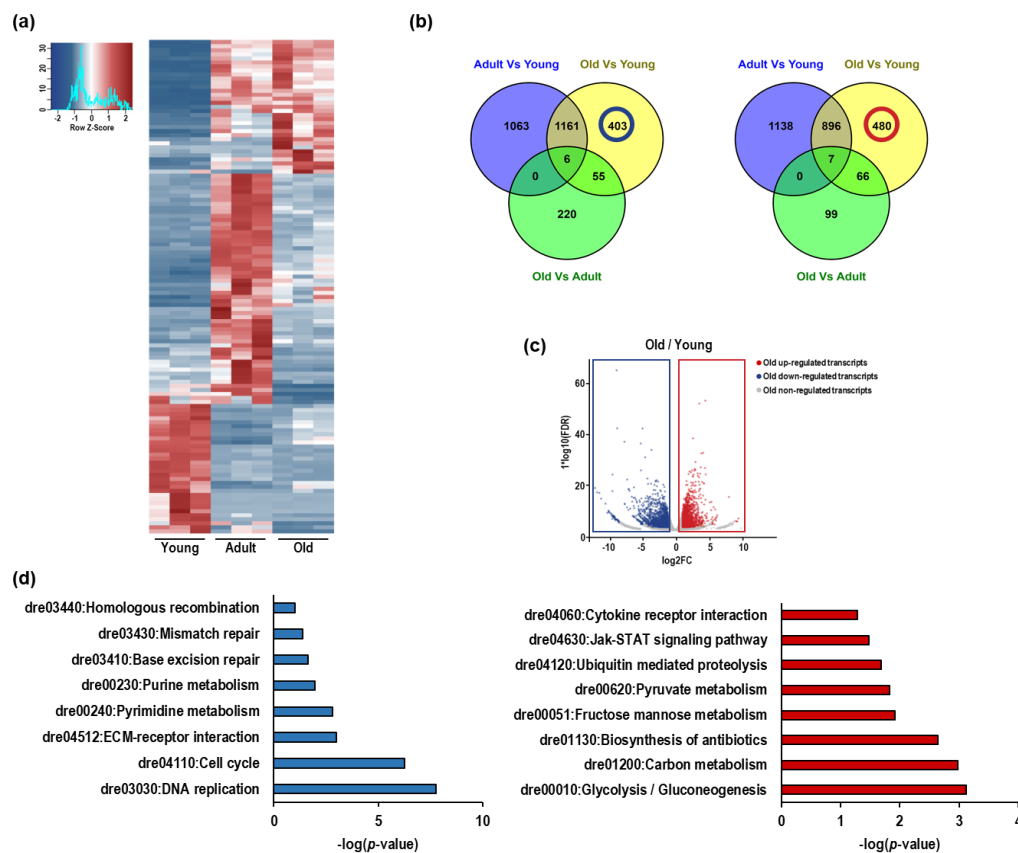 (a)
30
20
10
0
-2 -1 0 1 2
Row Z-Score
Young Adult Old
(b)
Adult Vs Young Old Vs Young
1063 1161 403
6
0 55
220
Old Vs Adult
Adult Vs Young Old Vs Young
1138 896 480
7
0 66
99
Old Vs Adult
(c)
Old / Young
1*log10(FDR)
60
40
20
0
-10 -5 0 5 10
log2FC
Old up-regulated transcripts
Old down-regulated transcripts
Old non-regulated transcripts
(d)
dre03440:Homologous recombination
dre03430:Mismatch repair
dre03410:Base excision repair
dre00230:Purine metabolism
dre00240:Pyrimidine metabolism
dre04512:ECM-receptor interaction
dre04110:Cell cycle
dre03030:DNA replication
0 5 10
-log(p-value)
dre04060:Cytokine receptor interaction
dre04630:Jak-STAT signaling pathway
dre04120:Ubiquitin mediated proteolysis
dre00620:Pyruvate metabolism
dre00051:Fructose mannose metabolism
dre01130:Biosynthesis of antibiotics
dre01200:Carbon metabolism
dre00010:Glycolysis / Gluconeogenesis
0 1 2 3 4
-log(p-value)